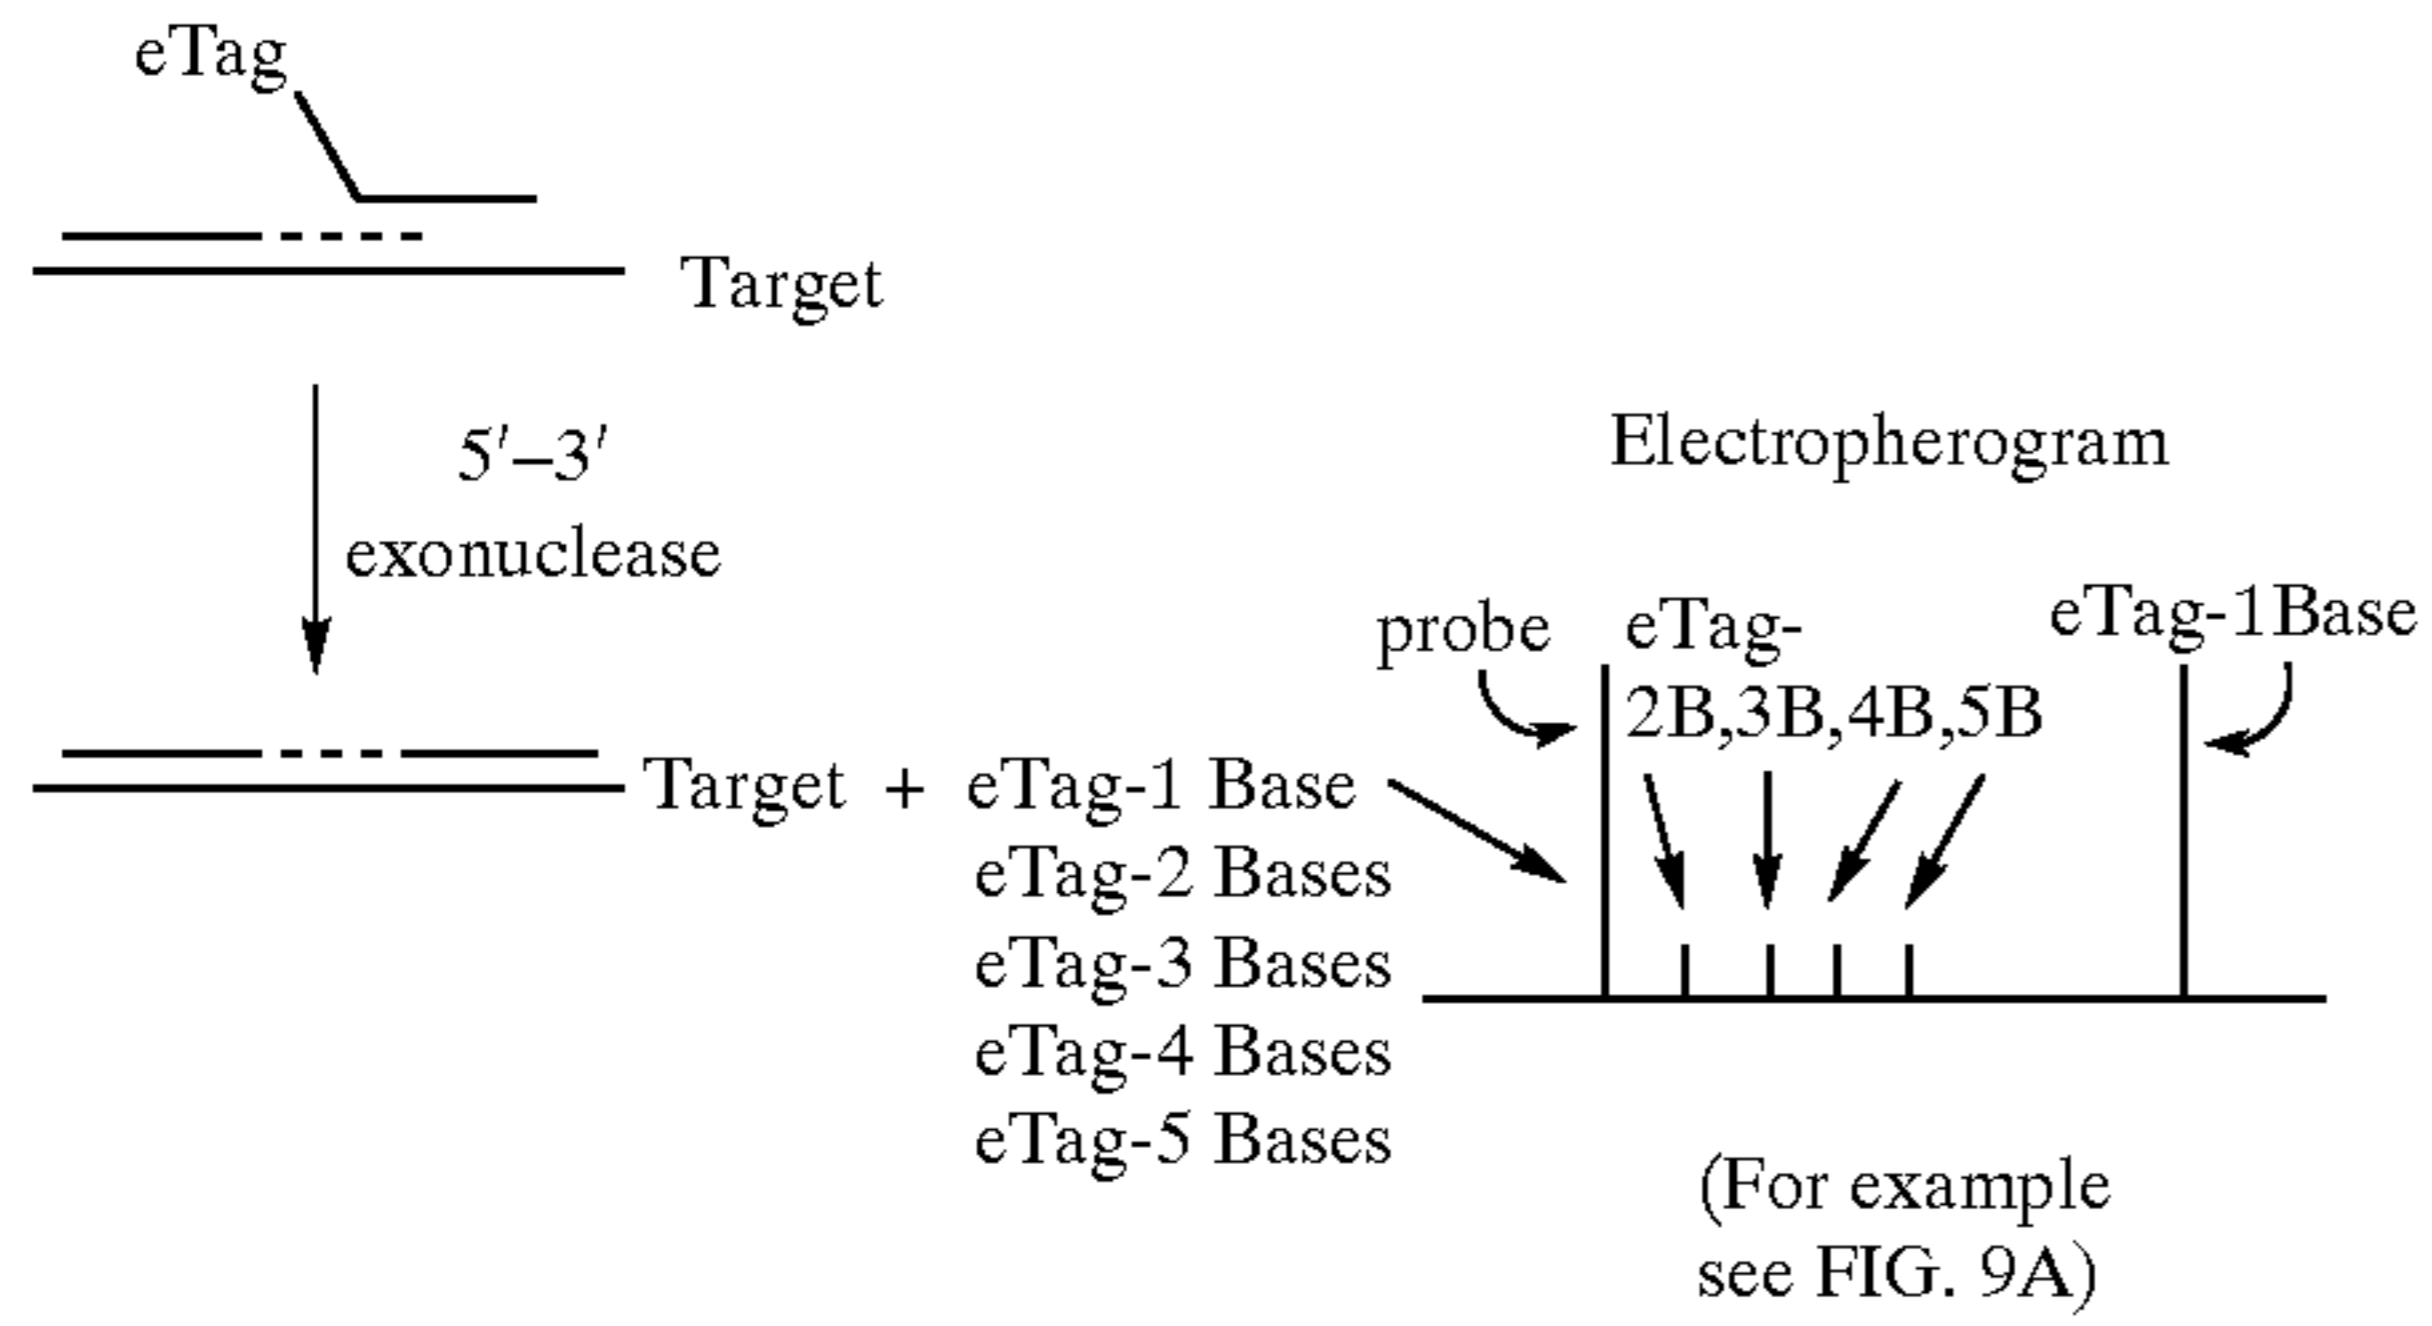 eTag
Target
5'–3'
exonuclease
Target + eTag-1 Base
eTag-2 Bases
eTag-3 Bases
eTag-4 Bases
eTag-5 Bases
Electropherogram
probe
eTag-
2B,3B,4B,5B
eTag-1Base
(For example
see FIG. 9A)